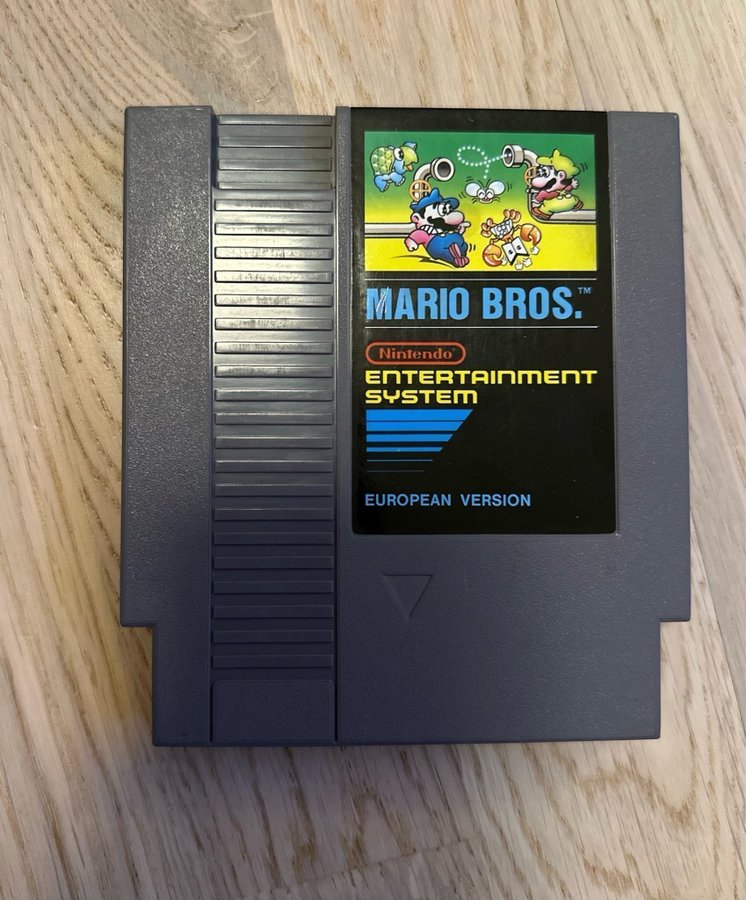 MARIO BROS.™
Nintendo®
ENTERTAINMENT
SYSTEM
EUROPEAN VERSION